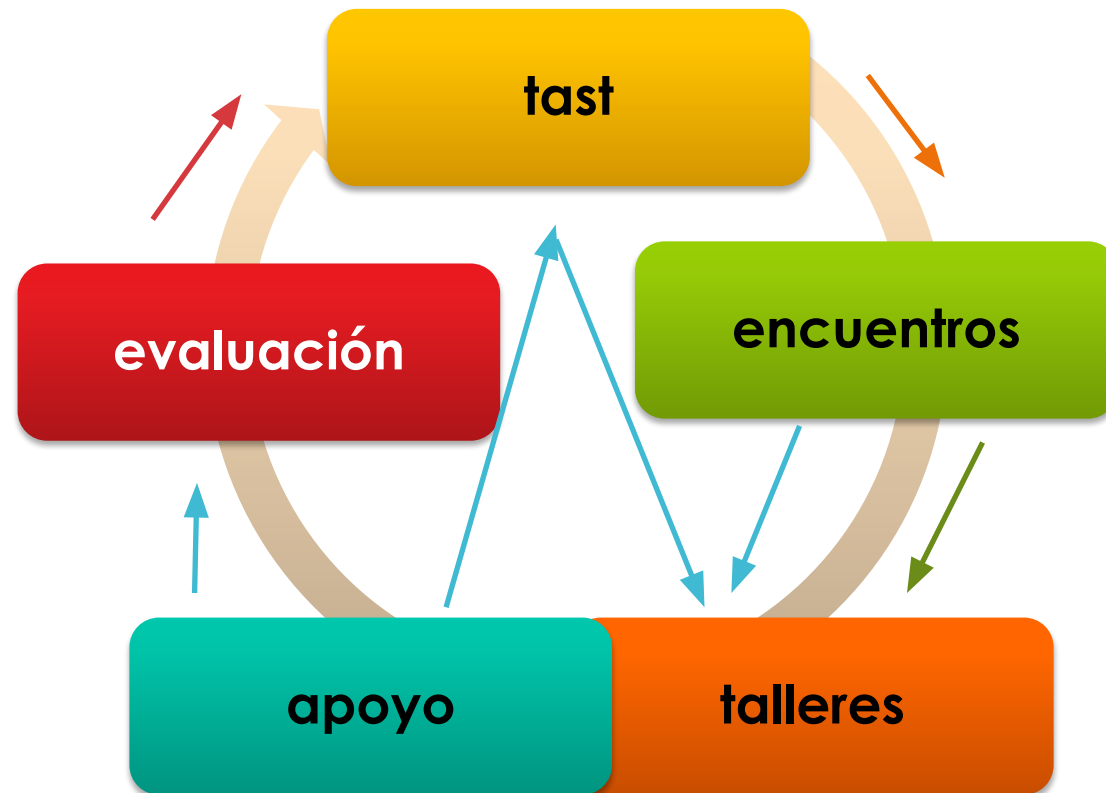 tast
evaluación
encuentros
apoyo
talleres